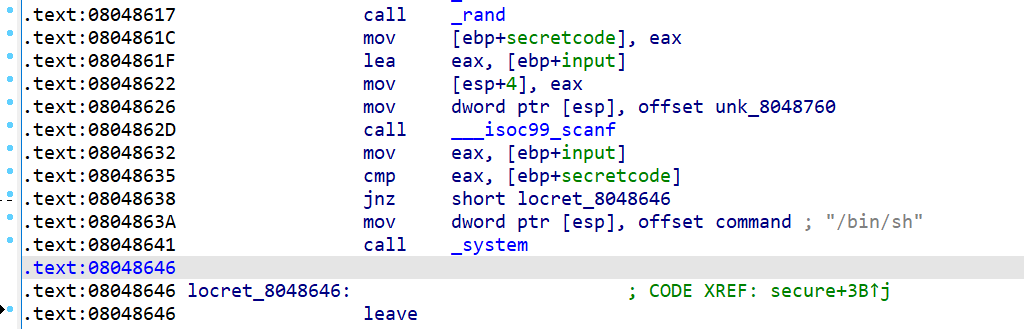 .text:08048617 call _rand
.text:0804861C mov [ebp+secretcode], eax
.text:0804861F lea eax, [ebp+input]
.text:08048622 mov [esp+4], eax
.text:08048626 mov dword ptr [esp], offset unk_8048760
.text:0804862D call ___isoc99_scanf
.text:08048632 mov eax, [ebp+input]
.text:08048635 cmp eax, [ebp+secretcode]
.text:08048638 jnz short locret_8048646
.text:0804863A mov dword ptr [esp], offset command ; "/bin/sh"
.text:08048641 call _system
.text:08048646
.text:08048646 locret_8048646: ; CODE XREF: secure+3B↑j
.text:08048646 leave